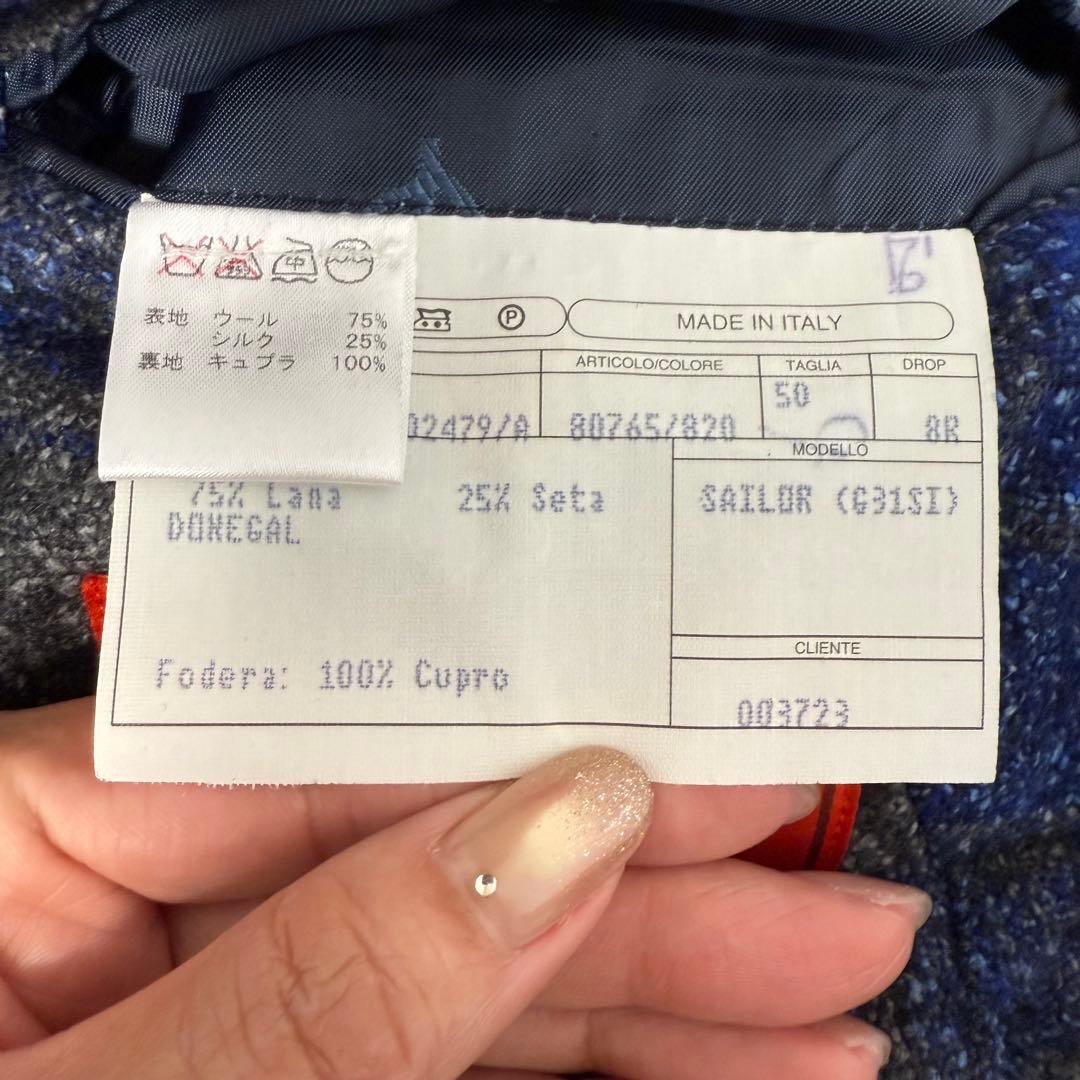 中
表地 ウール 75%
シルク 25%
裏地 キュプラ 100%
P
MADE IN ITALY
ARTICOLO/COLORE TAGLIA DROP
50
02479/A 80765/820 8R
MODELLO
75% Lana 25% Seta SAILOR (G31SI)
DONEGAL
CLIENTE
Fodera: 100% Cupro
003723